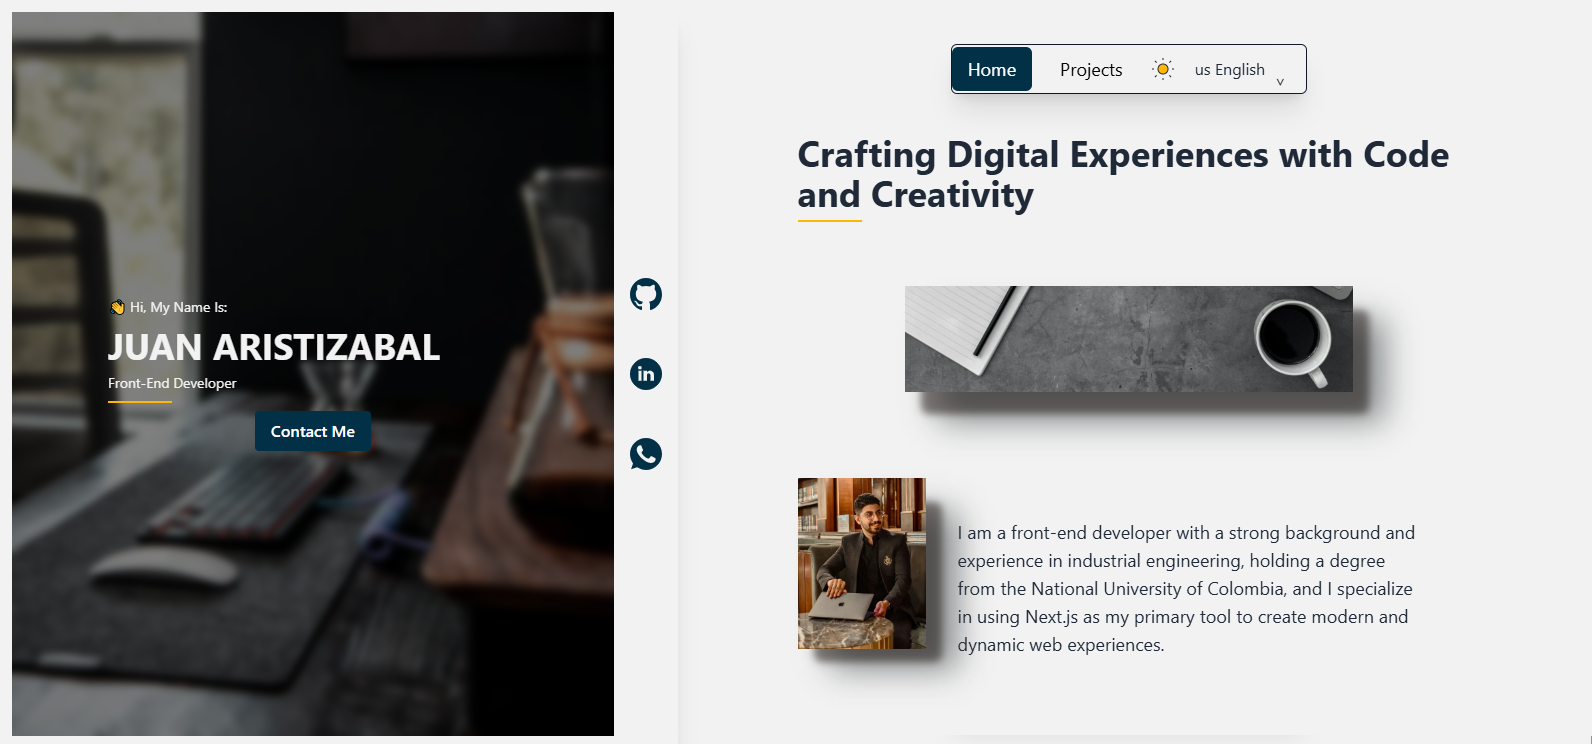 👋 Hi, My Name Is:
JUAN ARISTIZABAL
Front-End Developer
Contact Me
Home
Projects
us English
Crafting Digital Experiences with Code
and Creativity
I am a front-end developer with a strong background and
experience in industrial engineering, holding a degree
from the National University of Colombia, and I specialize
in using Next.js as my primary tool to create modern and
dynamic web experiences.